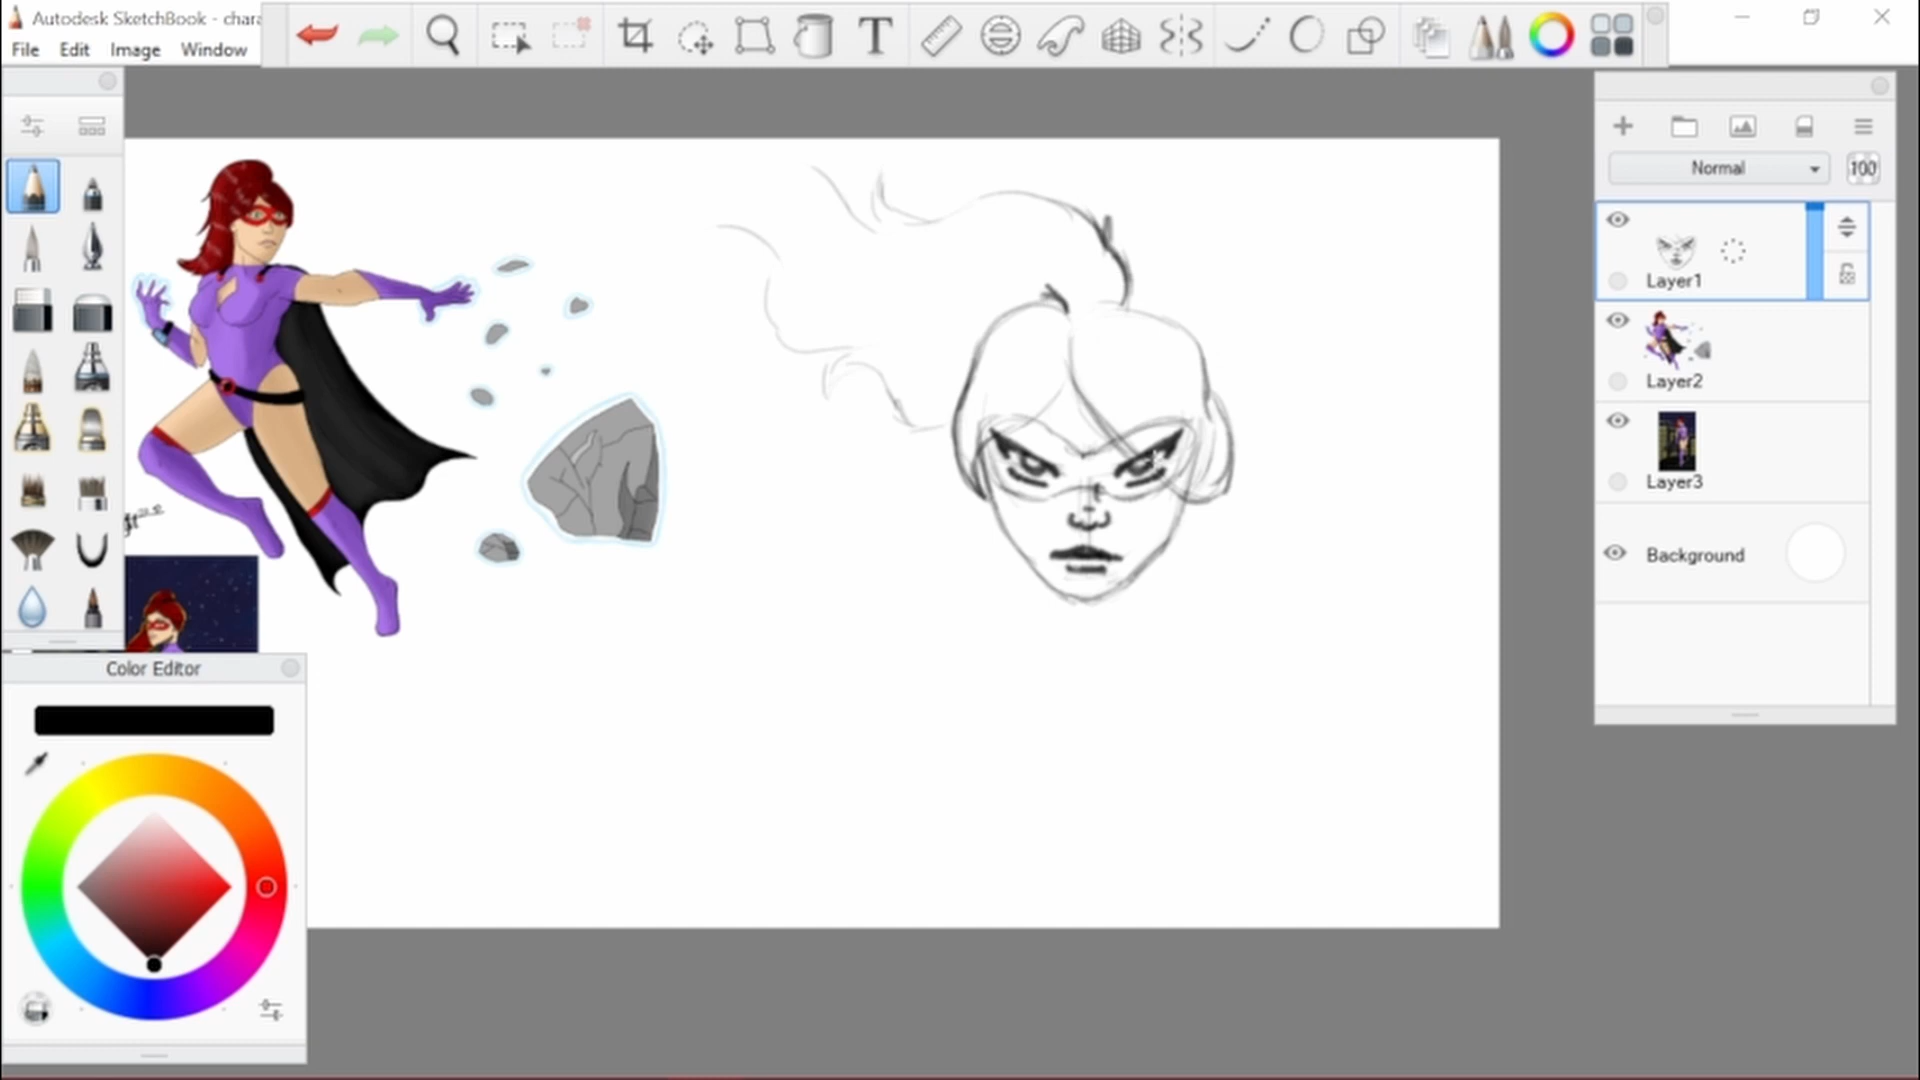 Autodesk SketchBook - chara
File Edit Image Window
T
Normal 100
Layer1
Layer2
Layer3
Background
Color Editor